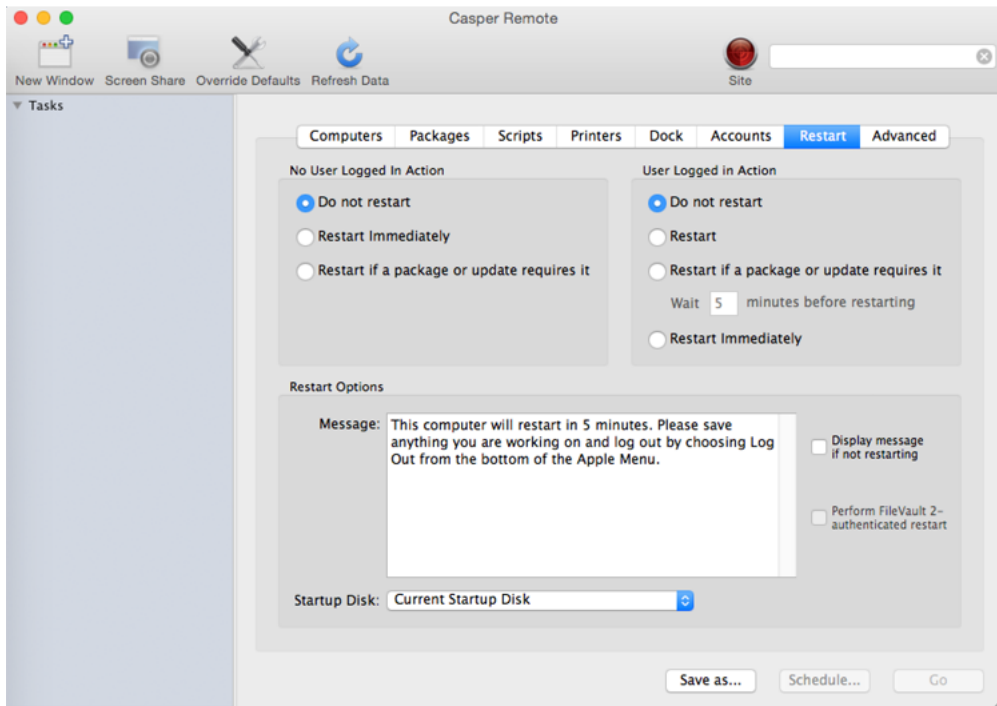 Casper Remote
New Window Screen Share Override Defaults Refresh Data Site
Tasks
Computers Packages Scripts Printers Dock Accounts Restart Advanced
No User Logged In Action
Do not restart
Restart Immediately
Restart if a package or update requires it
User Logged in Action
Do not restart
Restart
Restart if a package or update requires it
Wait 5 minutes before restarting
Restart Immediately
Restart Options
Message:
This computer will restart in 5 minutes. Please save
anything you are working on and log out by choosing Log
Out from the bottom of the Apple Menu.
Display message
if not restarting
Perform FileVault 2-
authenticated restart
Startup Disk: Current Startup Disk
Save as... Schedule... Go